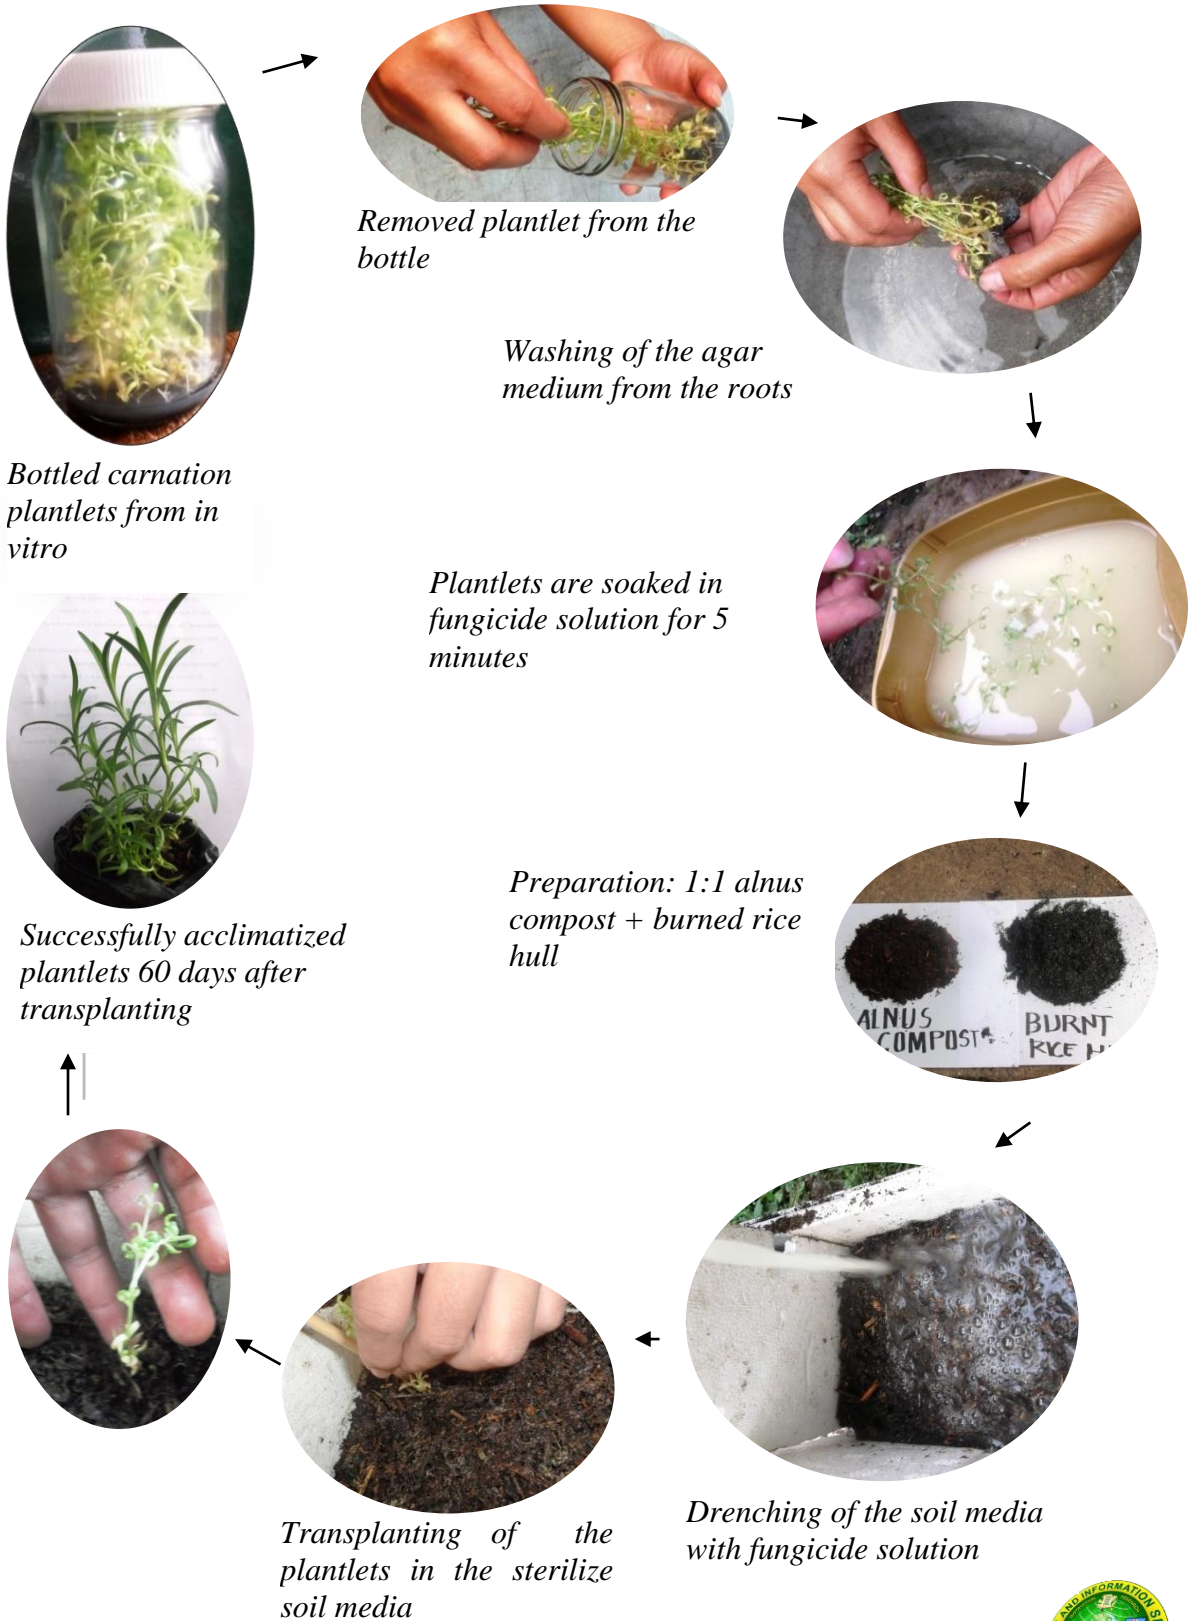 Removed plantlet from the
bottle
Washing of the agar
medium from the roots
Bottled carnation
plantlets from in
vitro
Plantlets are soaked in
fungicide solution for 5
minutes
Preparation: 1:1 alnus
compost + burned rice
hull
ALNUS
COMPOST
BURNT
RICE
Successfully acclimatized
plantlets 60 days after
transplanting
Drenching of the soil media
with fungicide solution
Transplanting of the
plantlets in the sterilize
soil media
AND INFORMATION